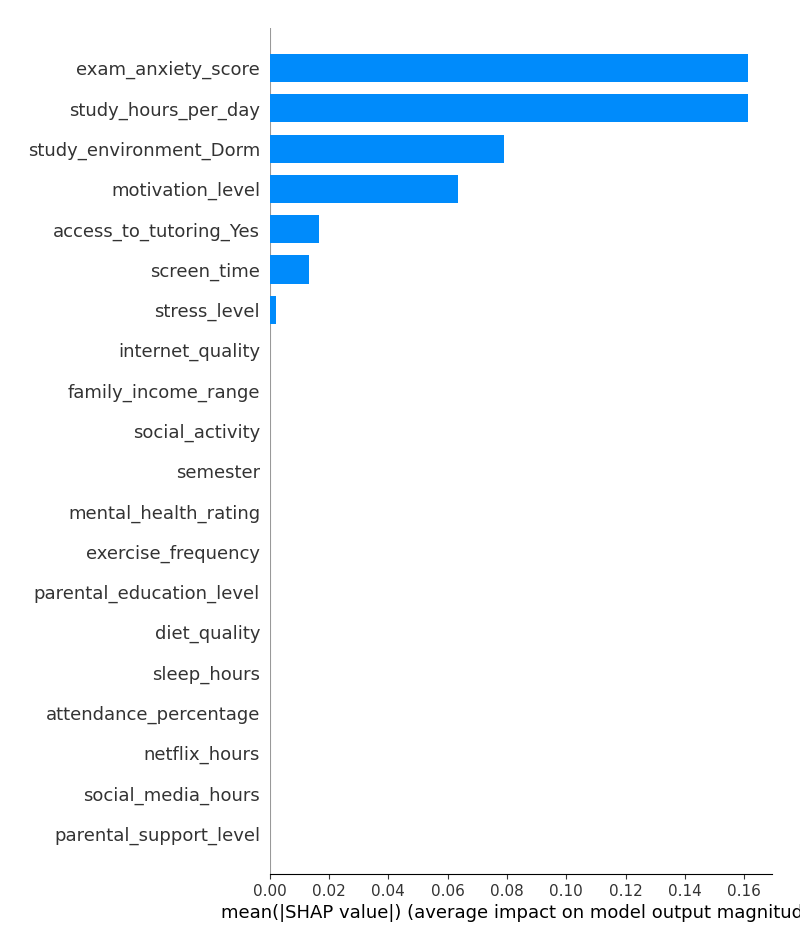 exam_anxiety_score
study_hours_per_day
study_environment_Dorm
motivation_level
access_to_tutoring_Yes
screen_time
stress_level
internet_quality
family_income_range
social_activity
semester
mental_health_rating
exercise_frequency
parental_education_level
diet_quality
sleep_hours
attendance_percentage
netflix_hours
social_media_hours
parental_support_level
0.00 0.02 0.04 0.06 0.08 0.10 0.12 0.14 0.16
mean(|SHAP value|) (average impact on model output magnitud